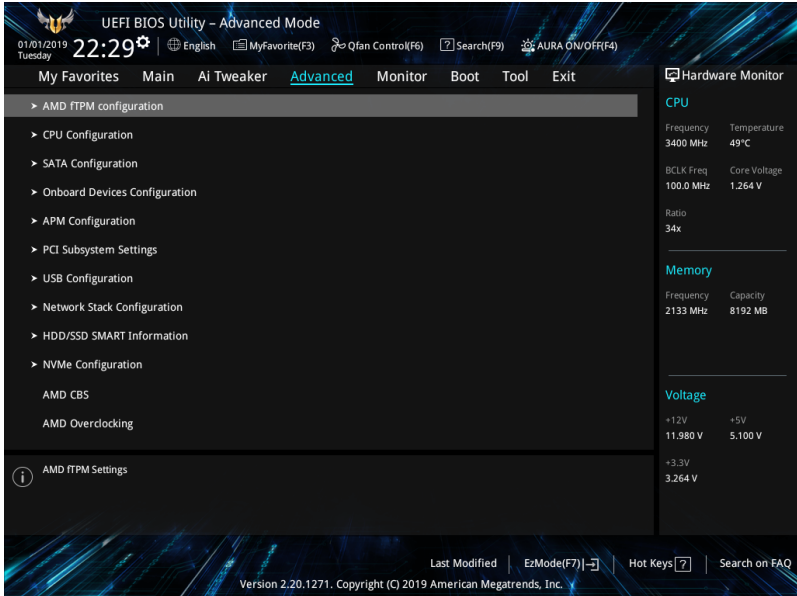 UEFI BIOS Utility – Advanced Mode
01/01/2019
Tuesday
22:29
English
MyFavorite(F3)
Qfan Control(F6)
? Search(F9)
AURA ON/OFF(F4)
My Favorites Main Ai Tweaker Advanced Monitor Boot Tool Exit
Hardware Monitor
> AMD fTPM configuration
> CPU Configuration
> SATA Configuration
> Onboard Devices Configuration
> APM Configuration
> PCI Subsystem Settings
> USB Configuration
> Network Stack Configuration
> HDD/SSD SMART Information
> NVMe Configuration
AMD CBS
AMD Overclocking
i AMD fTPM Settings
CPU
Frequency Temperature
3400 MHz 49°C
BCLK Freq Core Voltage
100.0 MHz 1.264 V
Ratio
34x
Memory
Frequency Capacity
2133 MHz 8192 MB
Voltage
+12V +5V
11.980 V 5.100 V
+3.3V
3.264 V
Last Modified | EzMode(F7) | Hot Keys ? | Search on FAQ
Version 2.20.1271. Copyright (C) 2019 American Megatrends, Inc.